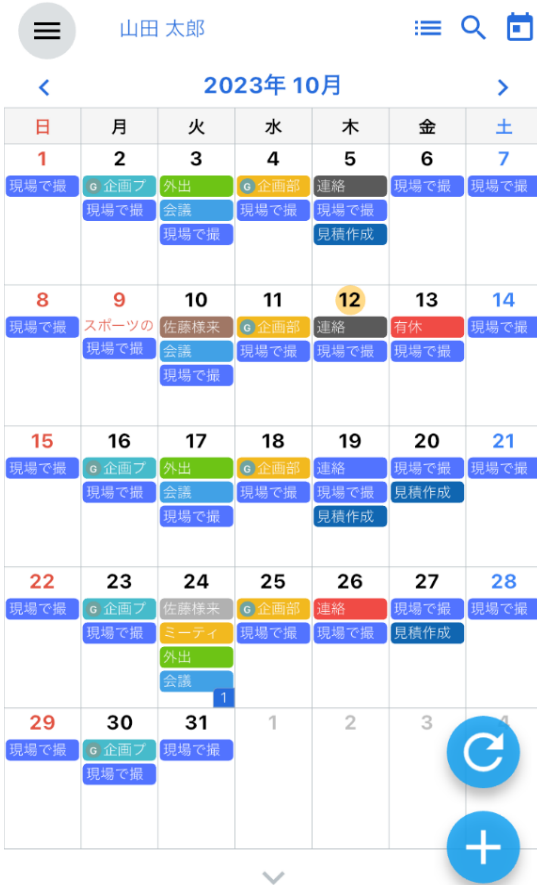 山田 太郎
2023年 10月
日 月 火 水 木 金 土
1 2 3 4 5 6 7
現場で撮 G 企画プ 外出 G 企画部 連絡 現場で撮 現場で撮
現場で撮 会議 現場で撮 現場で撮
現場で撮 見積作成
8 9 10 11 12 13 14
現場で撮 スポーツの 佐藤様来 G 企画部 連絡 有休 現場で撮
現場で撮 会議 現場で撮 現場で撮 現場で撮
現場で撮
15 16 17 18 19 20 21
現場で撮 G 企画プ 外出 G 企画部 連絡 現場で撮 現場で撮
現場で撮 会議 現場で撮 現場で撮 見積作成
現場で撮 見積作成
22 23 24 25 26 27 28
現場で撮 G 企画プ 佐藤様来 G 企画部 連絡 現場で撮 現場で撮
現場で撮 ミーティ 現場で撮 現場で撮 見積作成
外出
会議
1
29 30 31 1 2 3 4
現場で撮 G 企画プ 現場で撮
現場で撮